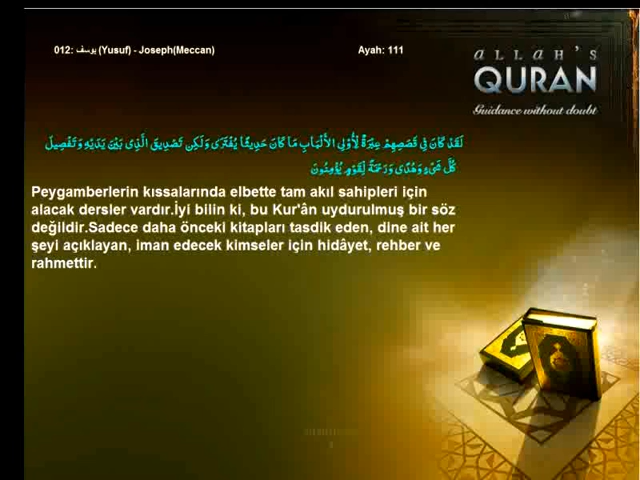 012: يوسف (Yusuf) - Joseph(Meccan) Ayah: 111
ALLAH'S
QURAN
Guidance without doubt
لَقَدْ كَانَ فِي قَصَصِهِمْ عِبْرَةٌ لِّأُوْلِي الأَلْبَابِ مَا كَانَ حَدِيثًا يُفْتَرَى وَلَكِن تَصْدِيقَ الَّذِي بَيْنَ يَدَيْهِ وَتَفْصِيلَ
كُلِّ شَيْءٍ وَهُدًى وَرَحْمَةً لِّقَوْمٍ يُؤْمِنُونَ
Peygamberlerin kıssalarında elbette tam akıl sahipleri için
alacak dersler vardır.İyi bilin ki, bu Kur'ân uydurulmuş bir söz
değildir.Sadece daha önceki kitapları tasdik eden, dine ait her
şeyi açıklayan, iman edecek kimseler için hidâyet, rehber ve
rahmettir.